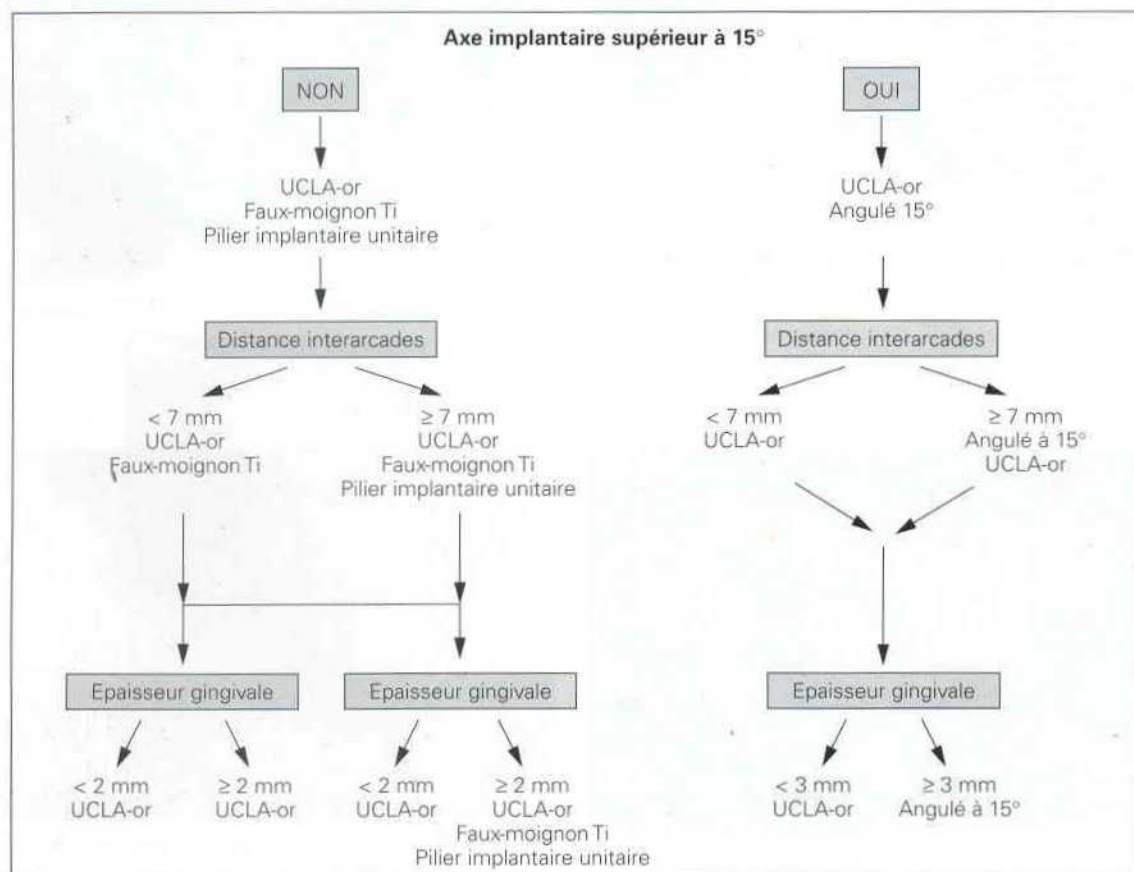 Axe implantaire supérieur à 15°
NON
OUI
UCLA-or
Faux-moignon Ti
Pilier implantaire unitaire
UCLA-or
Angulé 15°
Distance interarcades
Distance interarcades
< 7 mm
UCLA-or
Faux-moignon Ti
≥ 7 mm
UCLA-or
Faux-moignon Ti
Pilier implantaire unitaire
< 7 mm
UCLA-or
≥ 7 mm
Angulé à 15°
UCLA-or
Epaisseur gingivale
Epaisseur gingivale
Epaisseur gingivale
< 2 mm
UCLA-or
≥ 2 mm
UCLA-or
< 2 mm
UCLA-or
≥ 2 mm
UCLA-or
Faux-moignon Ti
Pilier implantaire unitaire
< 3 mm
UCLA-or
≥ 3 mm
Angulé à 15°